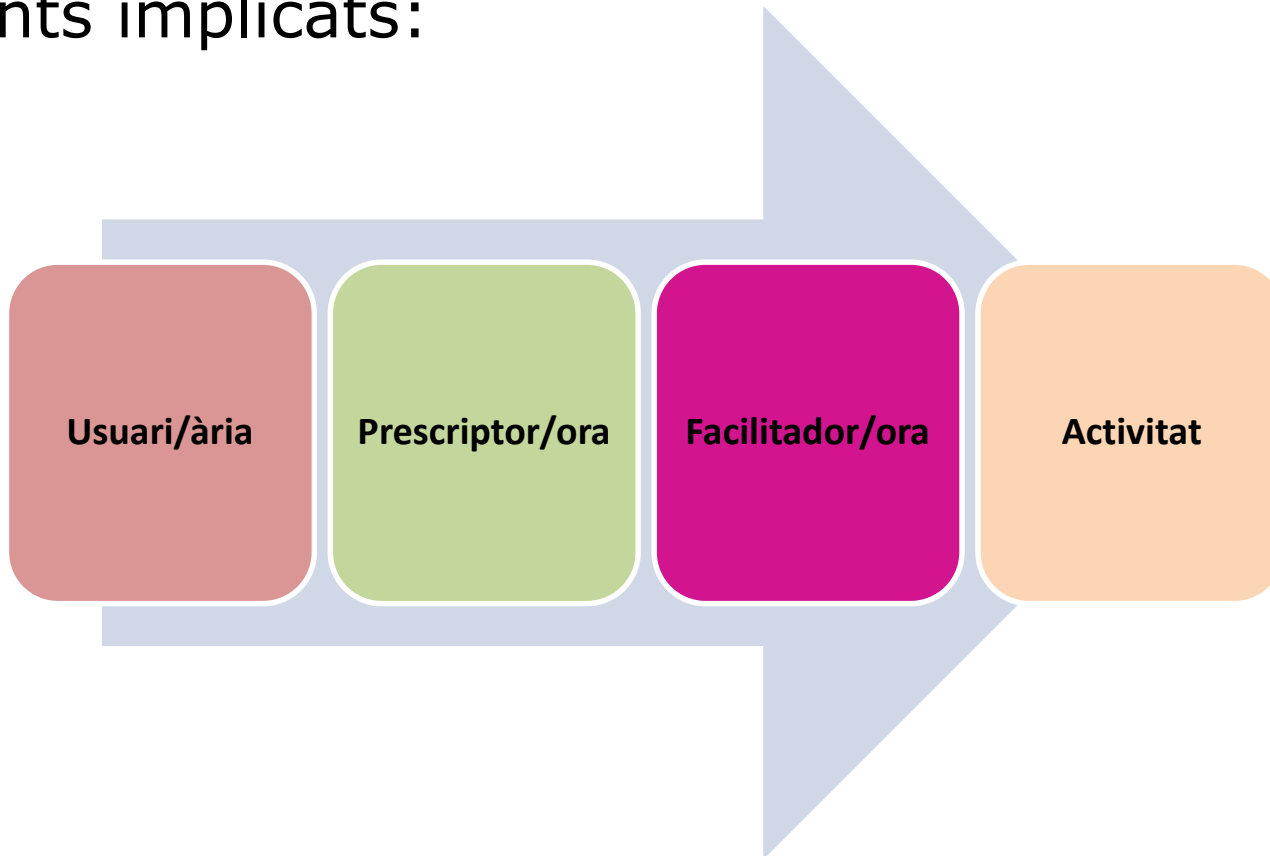 nts implicats:
Usuari/ària
Prescriptor/ora
Facilitador/ora
Activitat